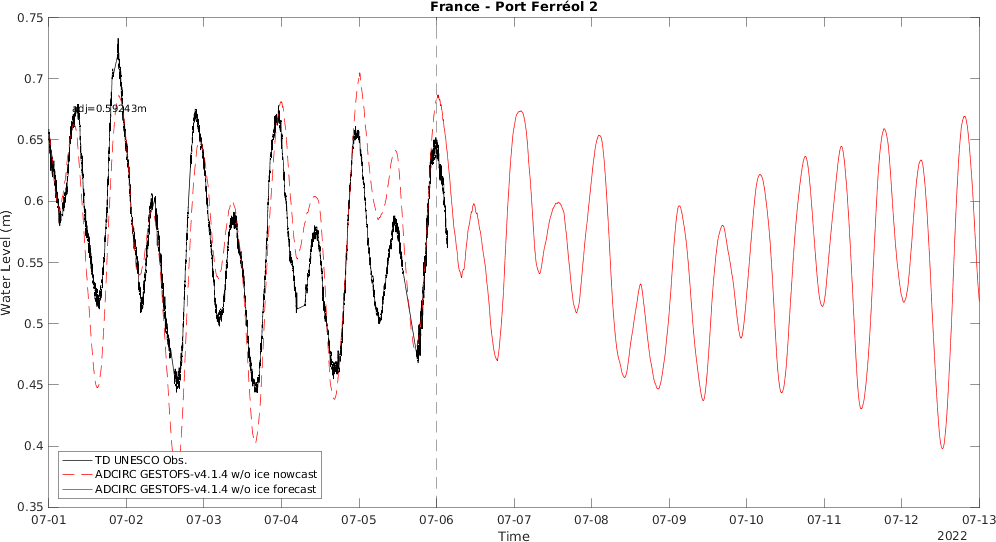 France - Port Ferréol 2
0.75
0.7
0.65
0.6
0.55
0.5
0.45
0.4
0.35
Water Level (m)
adj=0.59243m
TD UNESCO Obs.
ADCIRC GESTOFS-v4.1.4 w/o ice nowcast
ADCIRC GESTOFS-v4.1.4 w/o ice forecast
07-01 07-02 07-03 07-04 07-05 07-06 07-07 07-08 07-09 07-10 07-11 07-12 07-13
Time
2022